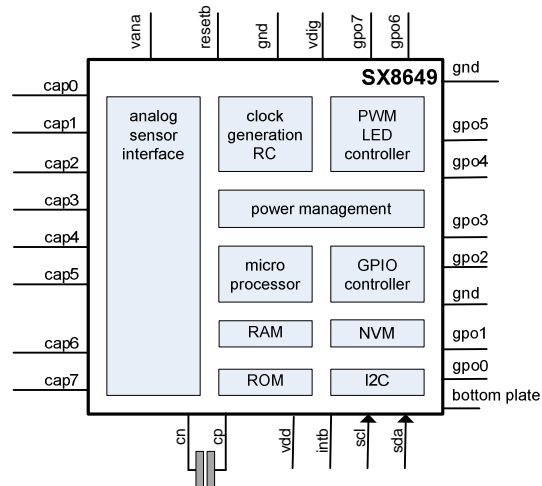 vana
resetb
gnd
vdig
gpo7
gpo6
SX8649
gnd
cap0
cap1
cap2
cap3
cap4
cap5
cap6
cap7
analog
sensor
interface
clock
generation
RC
PWM
LED
controller
power management
micro
processor
GPIO
controller
RAM
NVM
ROM
I2C
gpo5
gpo4
gpo3
gpo2
gnd
gpo1
gpo0
bottom plate
cn
cp
vdd
intb
scl
sda